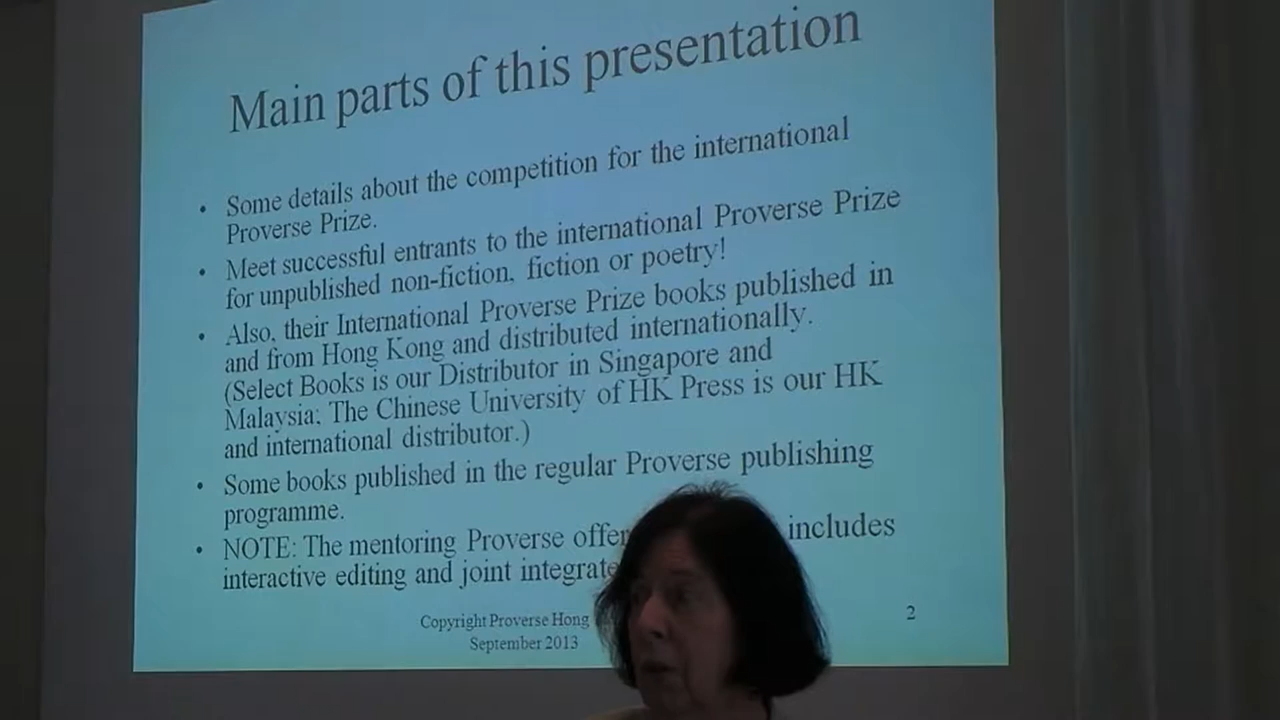 Main parts of this presentation
• Some details about the competition for the international
Proverse Prize.
• Meet successful entrants to the international Proverse Prize
for unpublished non-fiction, fiction or poetry!
• Also, their International Proverse Prize books published in
and from Hong Kong and distributed internationally.
(Select Books is our Distributor in Singapore and
Malaysia; The Chinese University of HK Press is our HK
and international distributor.)
• Some books published in the regular Proverse publishing
programme.
• NOTE: The mentoring Proverse includes
interactive editing and joint
Copyright Proverse Hong
September 2013
2